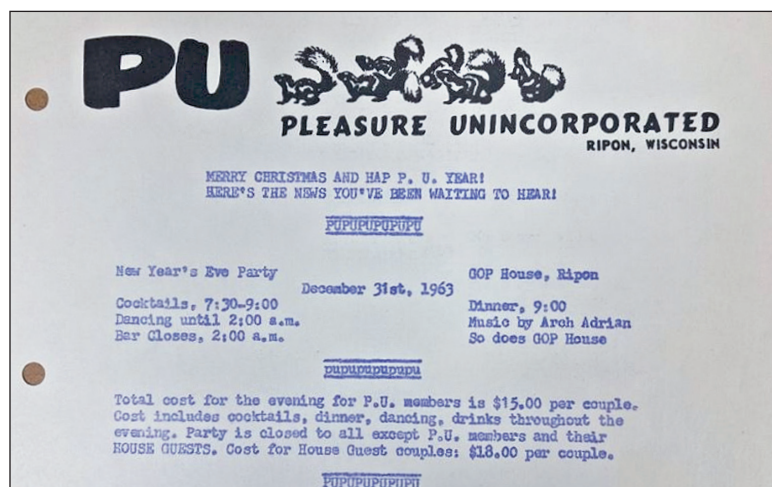 PU
PLEASURE UNINCORPORATED
RIPON, WISCONSIN
MERRY CHRISTMAS AND HAP P. U. YEAR!
HERE'S THE NEWS YOU'VE BEEN WAITING TO HEAR!
PUPUPUPUPUPU
New Year's Eve Party
GOP House, Ripon
December 31st, 1963
Cocktails, 7:30-9:00
Dinner, 9:00
Dancing until 2:00 a.m.
Music by Arch Adrian
Bar Closes, 2:00 a.m.
So does GOP House
pupupupupupu
Total cost for the evening for P.U. members is $15.00 per couple.
Cost includes cocktails, dinner, dancing, drinks throughout the
evening. Party is closed to all except P.U. members and their
HOUSE GUESTS. Cost for House Guest couples: $18.00 per couple.
PUPUPUPUPUPU